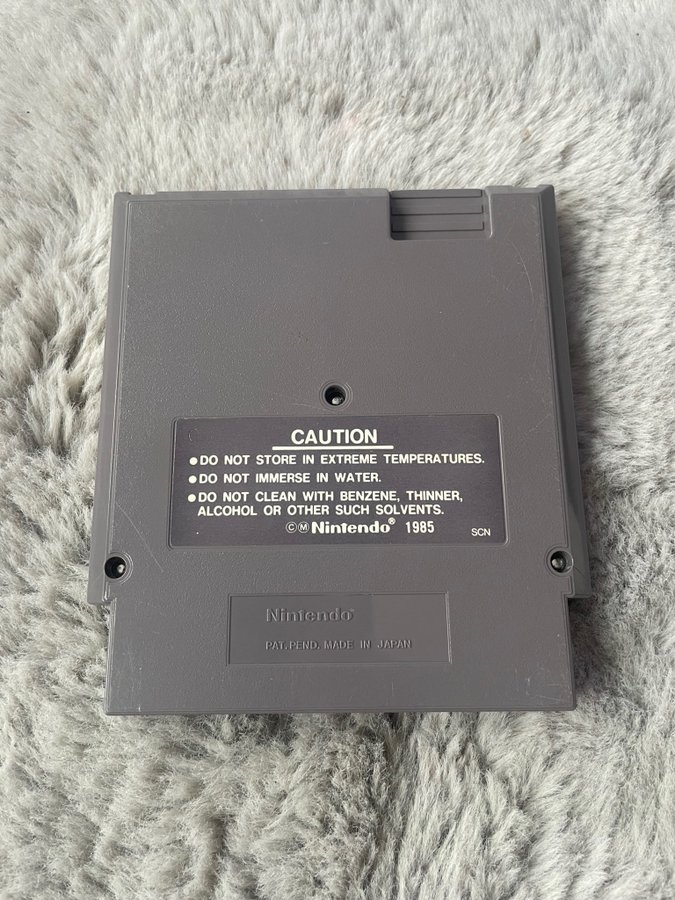 CAUTION
●DO NOT STORE IN EXTREME TEMPERATURES.
●DO NOT IMMERSE IN WATER.
●DO NOT CLEAN WITH BENZENE, THINNER,
ALCOHOL OR OTHER SUCH SOLVENTS.
©Ⓜ Nintendo® 1985 SCN
Nintendo®
PAT. PEND. MADE IN JAPAN